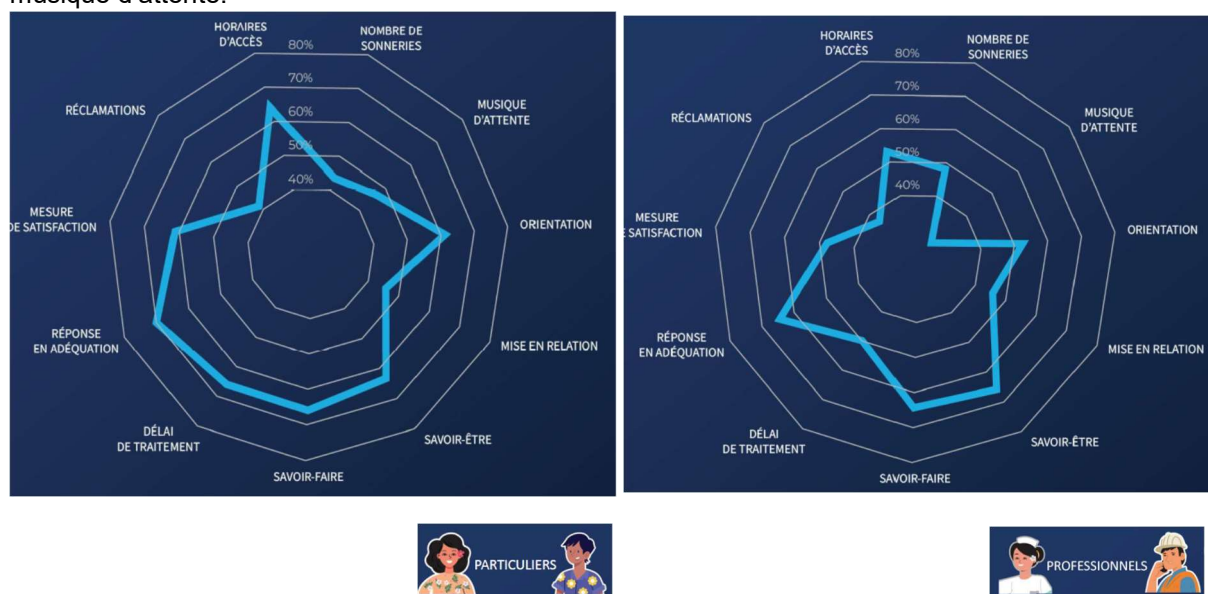 musique d'attente.
HORAIRES
D'ACCÈS
NOMBRE DE
SONNERIES
80%
70%
60%
50%
40%
RÉCLAMATIONS
MUSIQUE
D'ATTENTE
MESURE
DE SATISFACTION
ORIENTATION
RÉPONSE
EN ADÉQUATION
MISE EN RELATION
DÉLAI
DE TRAITEMENT
SAVOIR-ÊTRE
SAVOIR-FAIRE
HORAIRES
D'ACCÈS
NOMBRE DE
SONNERIES
80%
70%
60%
50%
40%
RÉCLAMATIONS
MUSIQUE
D'ATTENTE
MESURE
SATISFACTION
ORIENTATION
RÉPONSE
EN ADÉQUATION
MISE EN RELATION
DÉLAI
DE TRAITEMENT
SAVOIR-ÊTRE
SAVOIR-FAIRE
PARTICULIERS
PROFESSIONNELS